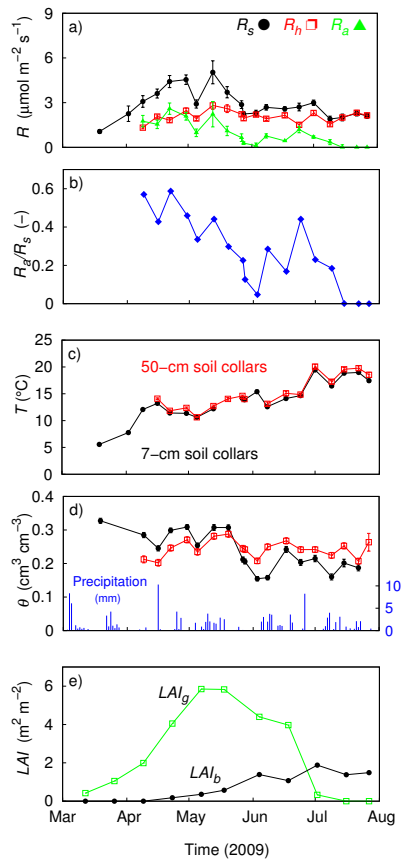 a) Rs ● Rh ❒ Ra ▲
R (μmol m⁻² s⁻¹)
6
3
0
b)
Ra/Rs (–)
0.6
0.4
0.2
0
c)
50-cm soil collars
7-cm soil collars
T (°C)
25
20
15
10
5
0
d)
θ (cm³ cm⁻³)
0.4
0.3
0.2
0.1
0
Precipitation
(mm)
10
5
0
e)
LAIg
LAIb
LAI (m² m⁻²)
6
4
2
0
Mar Apr May Jun Jul Aug
Time (2009)